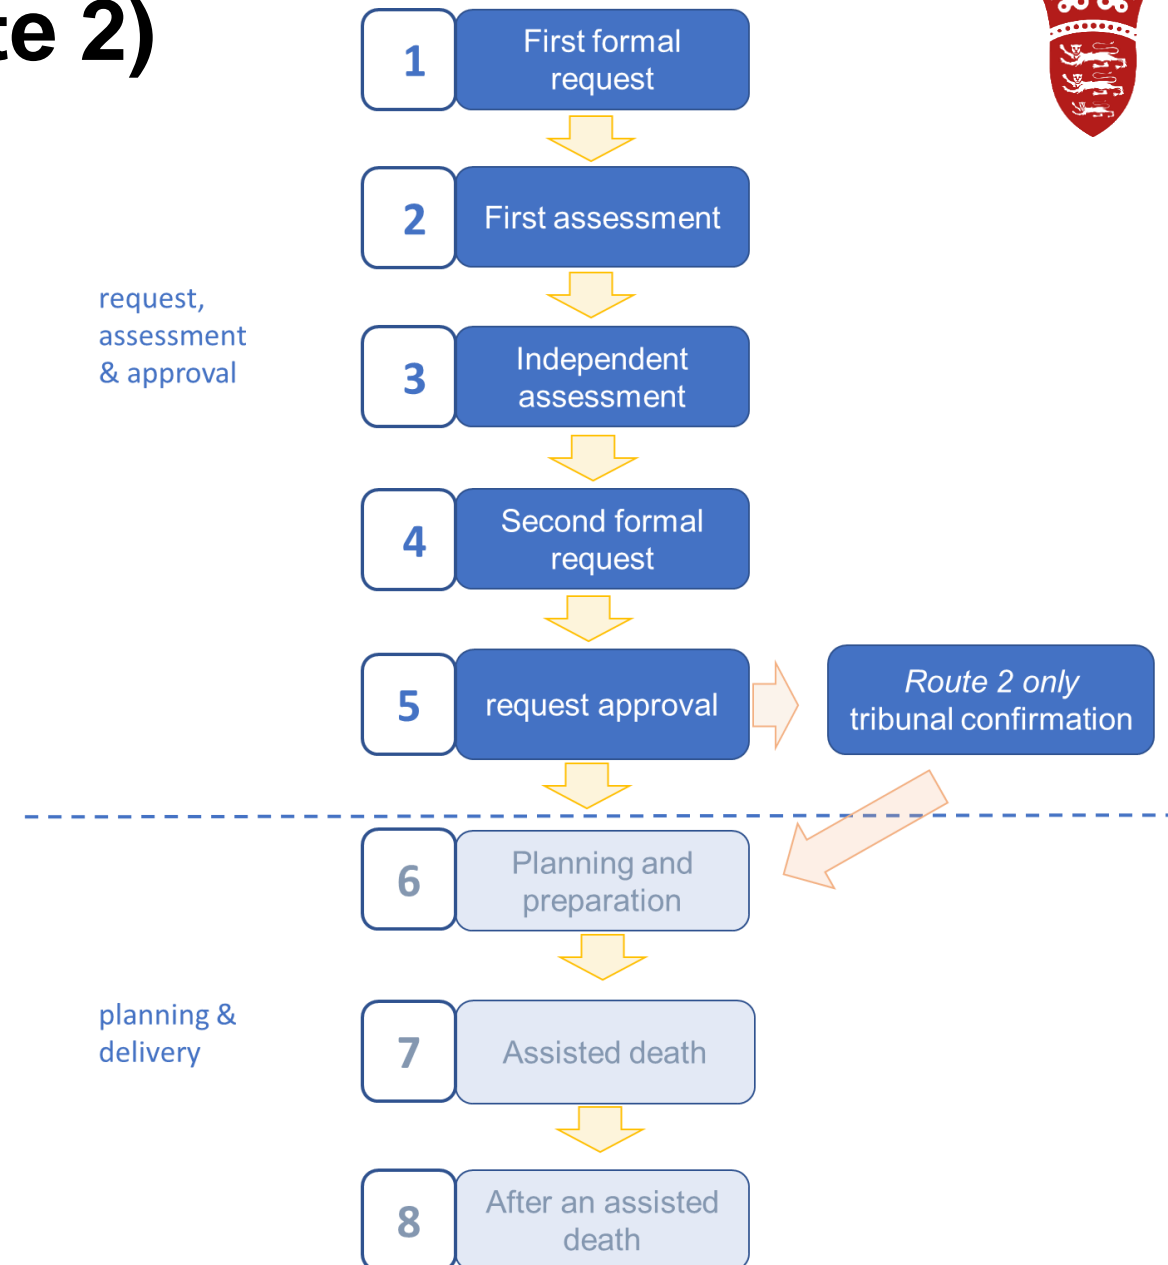 te 2)
1
First formal
request
2
First assessment
request,
assessment
& approval
3
Independent
assessment
4
Second formal
request
5
request approval
Route 2 only
tribunal confirmation
6
Planning and
preparation
planning &
delivery
7
Assisted death
8
After an assisted
death